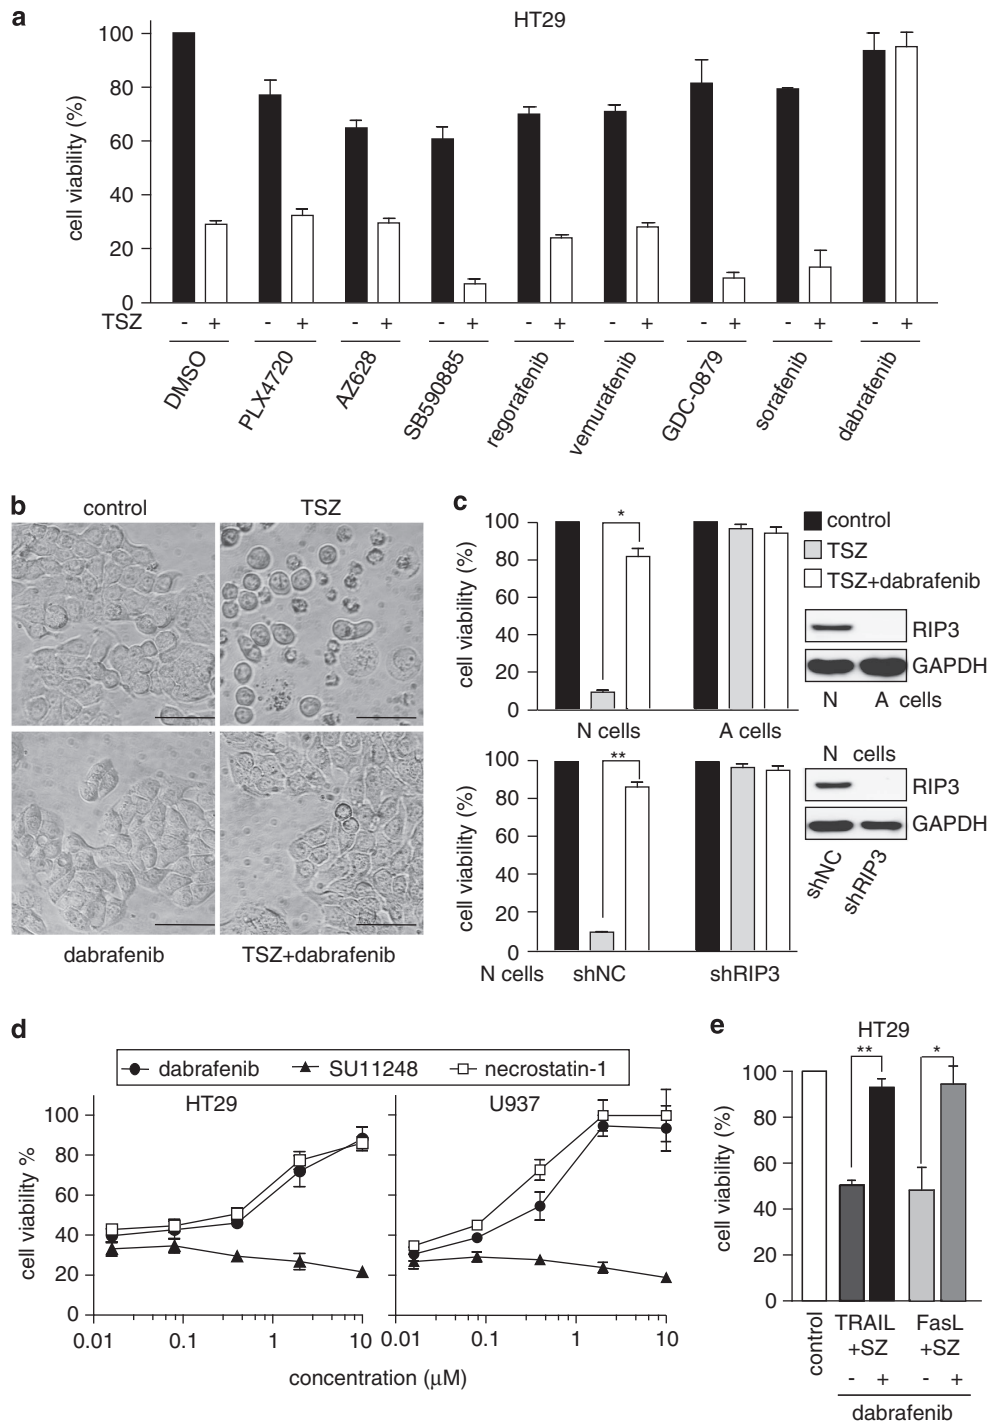 a
HT29
cell viability (%)
100
80
60
40
20
0
TSZ - + - + - + - + - + - + - + - + - +
DMSO
PLX4720
AZ628
SB590885
regorafenib
vemurafenib
GDC-0879
sorafenib
dabrafenib
b
control
TSZ
dabrafenib
TSZ+dabrafenib
c
cell viability (%)
100
80
60
40
20
0
*
N cells
A cells
control
TSZ
TSZ+dabrafenib
RIP3
GAPDH
N A cells
cell viability (%)
100
80
60
40
20
0
**
N cells shNC shRIP3
N cells
RIP3
GAPDH
shNC
shRIP3
d
dabrafenib SU11248 necrostatin-1
HT29
U937
cell viability %
100
80
60
40
20
0
0.01 0.1 1 10
0.01 0.1 1 10
concentration (μM)
e
HT29
cell viability (%)
100
80
60
40
20
0
**
*
control
TRAIL
+SZ
FasL
+SZ
- + - +
dabrafenib